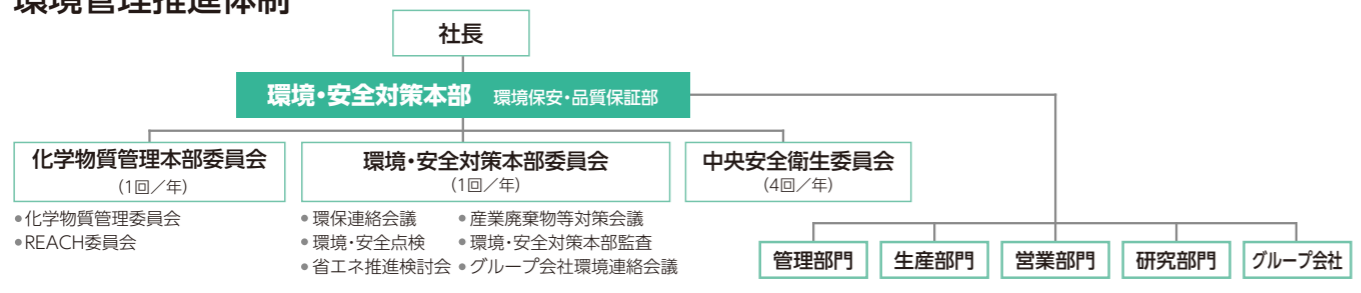 環境管理推進体制
社長
環境・安全対策本部 環境保安・品質保証部
化学物質管理本部委員会
(1回／年)
●化学物質管理委員会
●REACH委員会
環境・安全対策本部委員会
(1回／年)
●環保連絡会議 ●産業廃棄物等対策会議
●環境・安全点検 ●環境・安全対策本部監査
●省エネ推進検討会 ●グループ会社環境連絡会議
中央安全衛生委員会
(4回／年)
管理部門
生産部門
営業部門
研究部門
グループ会社